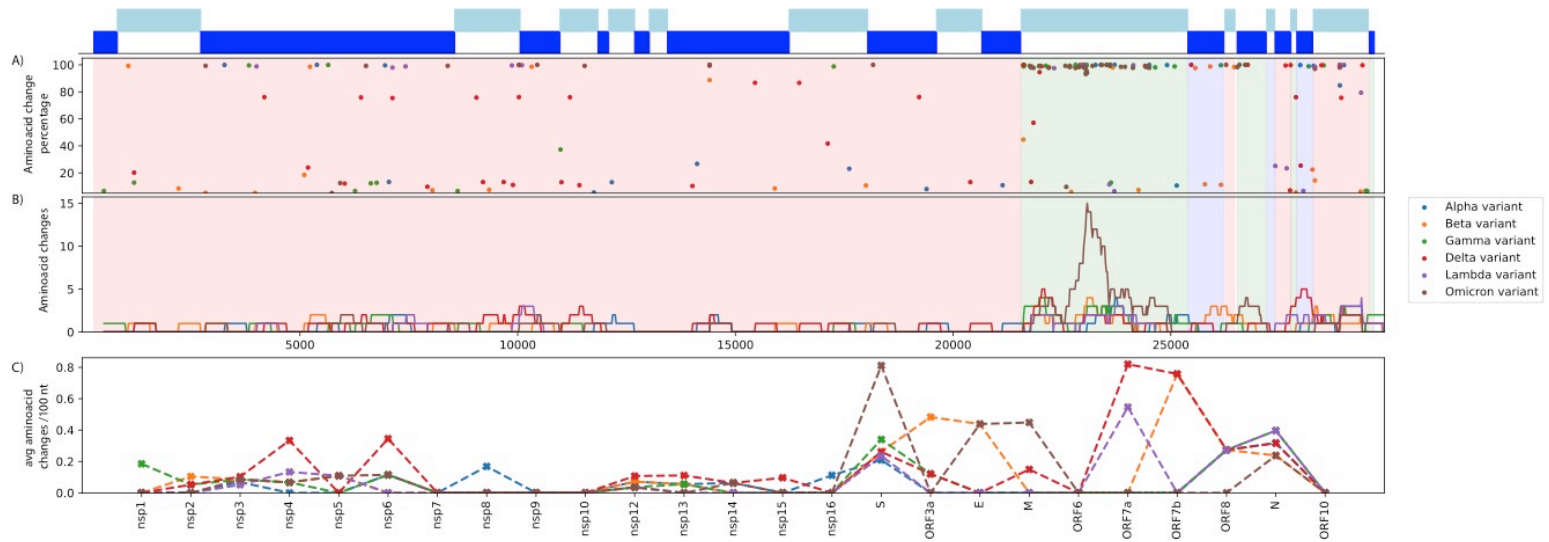 A)
Aminoacid change
percentage
100
80
60
40
20
B)
Aminoacid changes
15
10
5
0
5000
10000
15000
20000
25000
Alpha variant
Beta variant
Gamma variant
Delta variant
Lambda variant
Omicron variant
C)
avg aminoacid
changes /100 nt
0.8
0.6
0.4
0.2
0.0
nsp1
nsp2
nsp3
nsp4
nsp5
nsp6
nsp7
nsp8
nsp9
nsp10
nsp12
nsp13
nsp14
nsp15
nsp16
S
ORF3a
E
M
ORF6
ORF7a
ORF7b
ORF8
N
ORF10